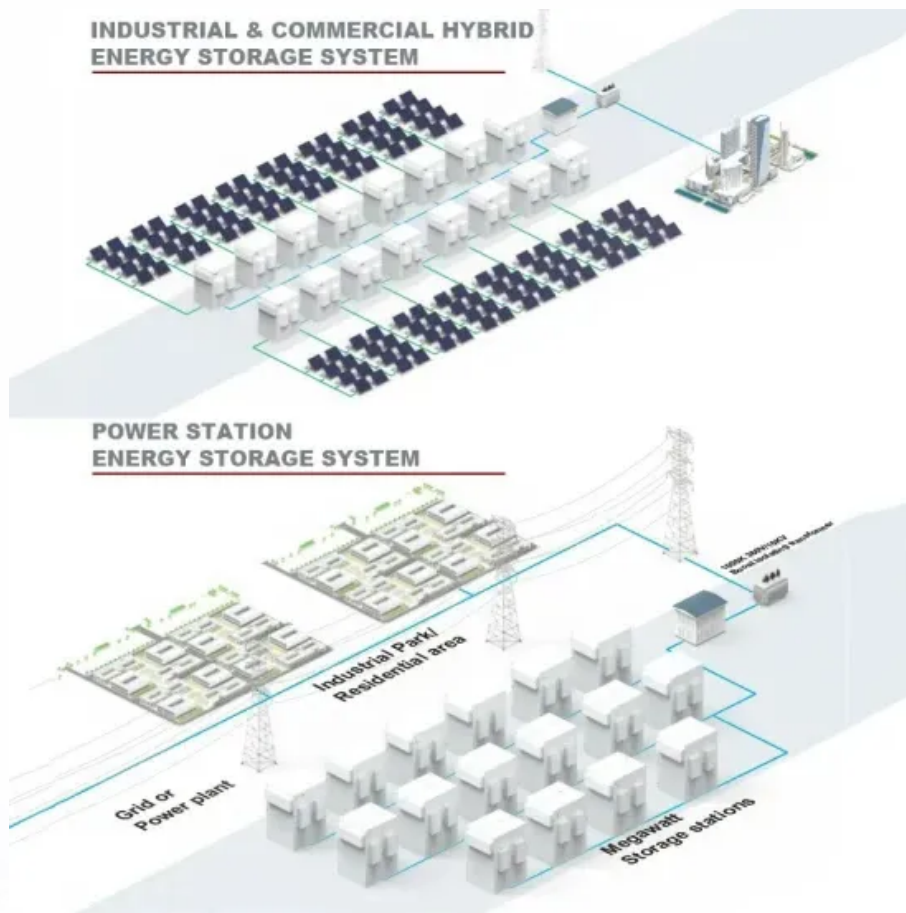 INDUSTRIAL & COMMERCIAL HYBRID
ENERGY STORAGE SYSTEM
POWER STATION
ENERGY STORAGE SYSTEM
Industrial Park/
Residential area
Grid or
Power plant
Megawatt
Storage stations